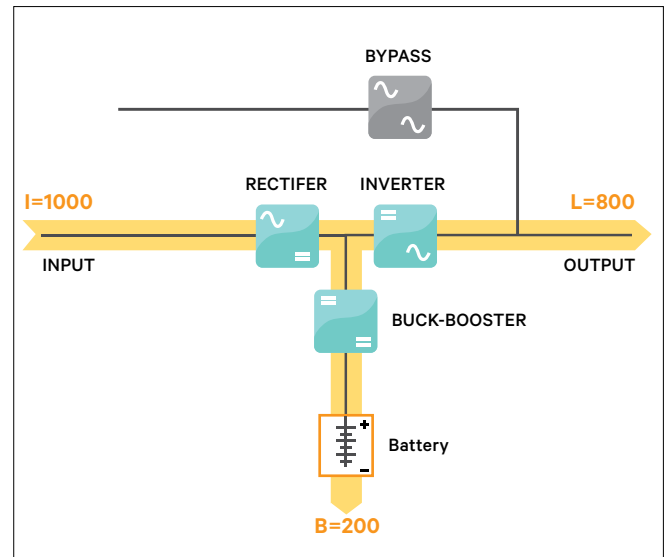 BYPASS
RECTIFER
INVERTER
I=1000
L=800
INPUT
OUTPUT
BUCK-BOOSTER
+
Battery
−
B=200